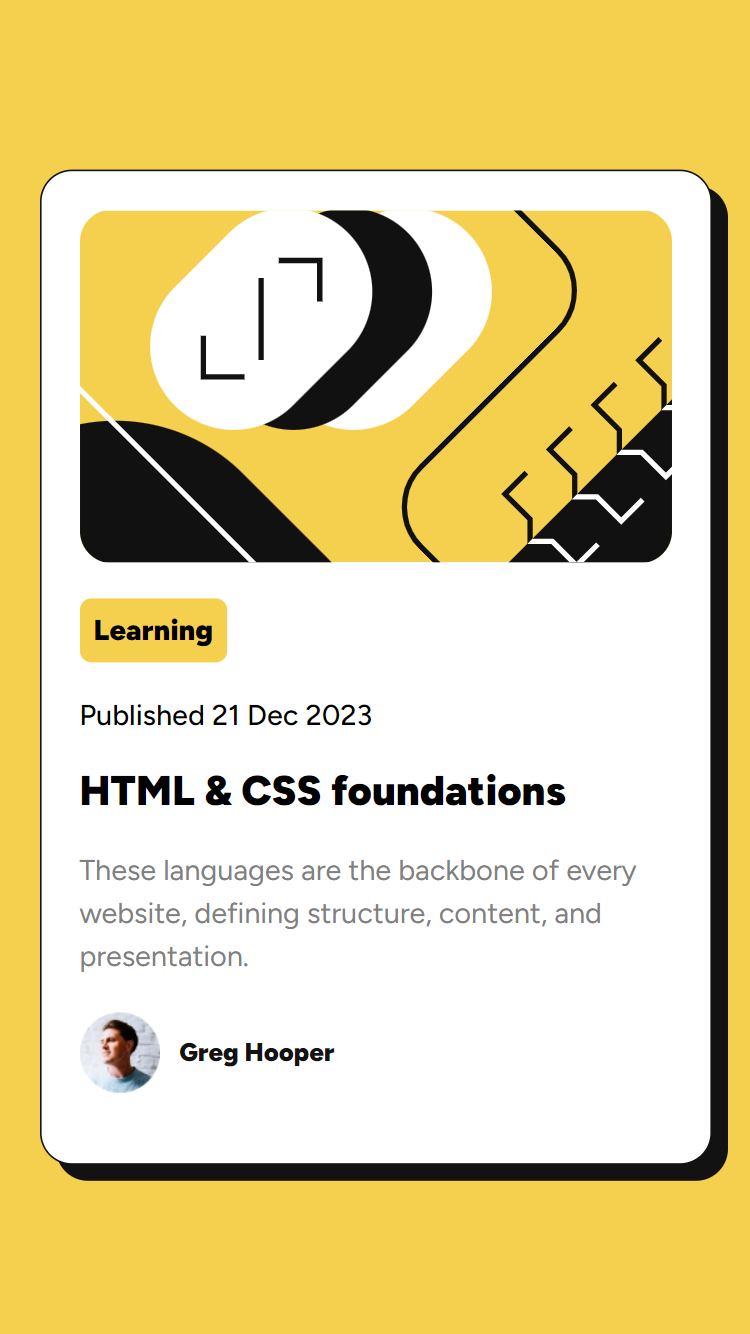 Learning
Published 21 Dec 2023
HTML & CSS foundations
These languages are the backbone of every
website, defining structure, content, and
presentation.
Greg Hooper